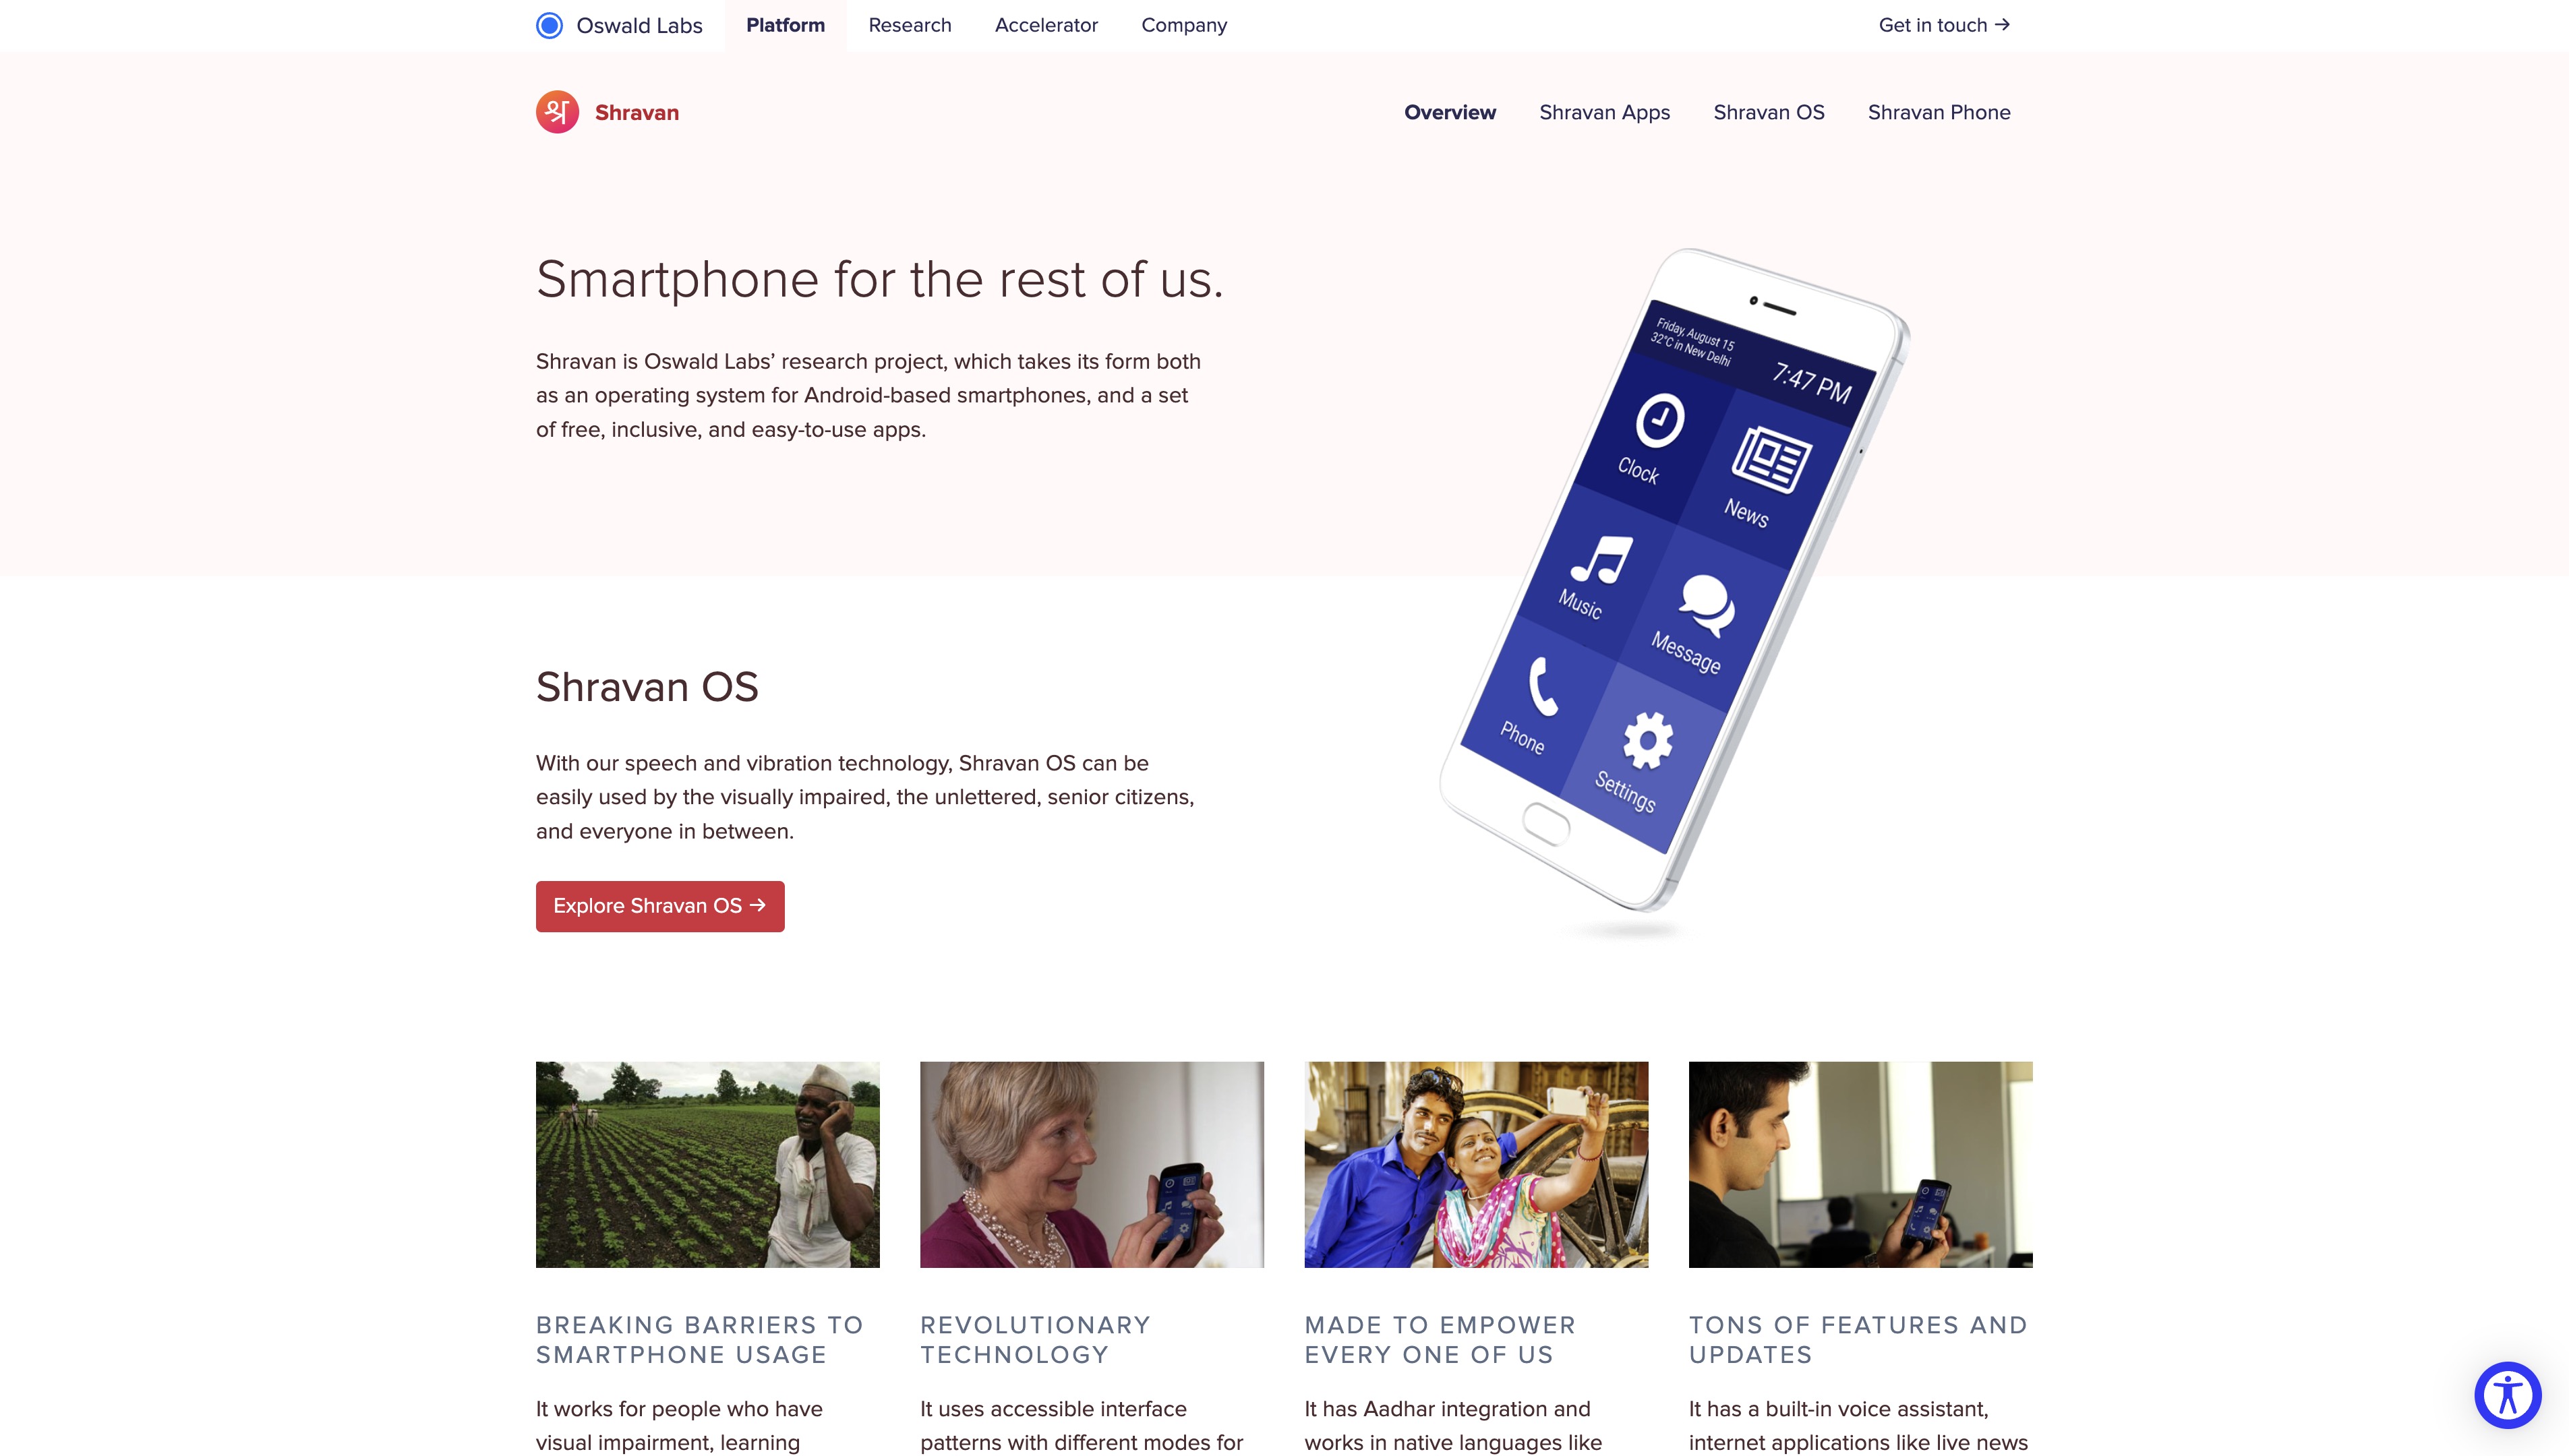 Oswald Labs
Platform
Research
Accelerator
Company
Get in touch →
श्र
Shravan
Overview
Shravan Apps
Shravan OS
Shravan Phone
Smartphone for the rest of us.
Shravan is Oswald Labs’ research project, which takes its form both
as an operating system for Android-based smartphones, and a set
of free, inclusive, and easy-to-use apps.
Friday, August 15
32°C in New Delhi
7:47 PM
Clock
News
Music
Message
Phone
Settings
Shravan OS
With our speech and vibration technology, Shravan OS can be
easily used by the visually impaired, the unlettered, senior citizens,
and everyone in between.
Explore Shravan OS →
BREAKING BARRIERS TO
SMARTPHONE USAGE
It works for people who have
visual impairment, learning
REVOLUTIONARY
TECHNOLOGY
It uses accessible interface
patterns with different modes for
MADE TO EMPOWER
EVERY ONE OF US
It has Aadhar integration and
works in native languages like
TONS OF FEATURES AND
UPDATES
It has a built-in voice assistant,
internet applications like live news